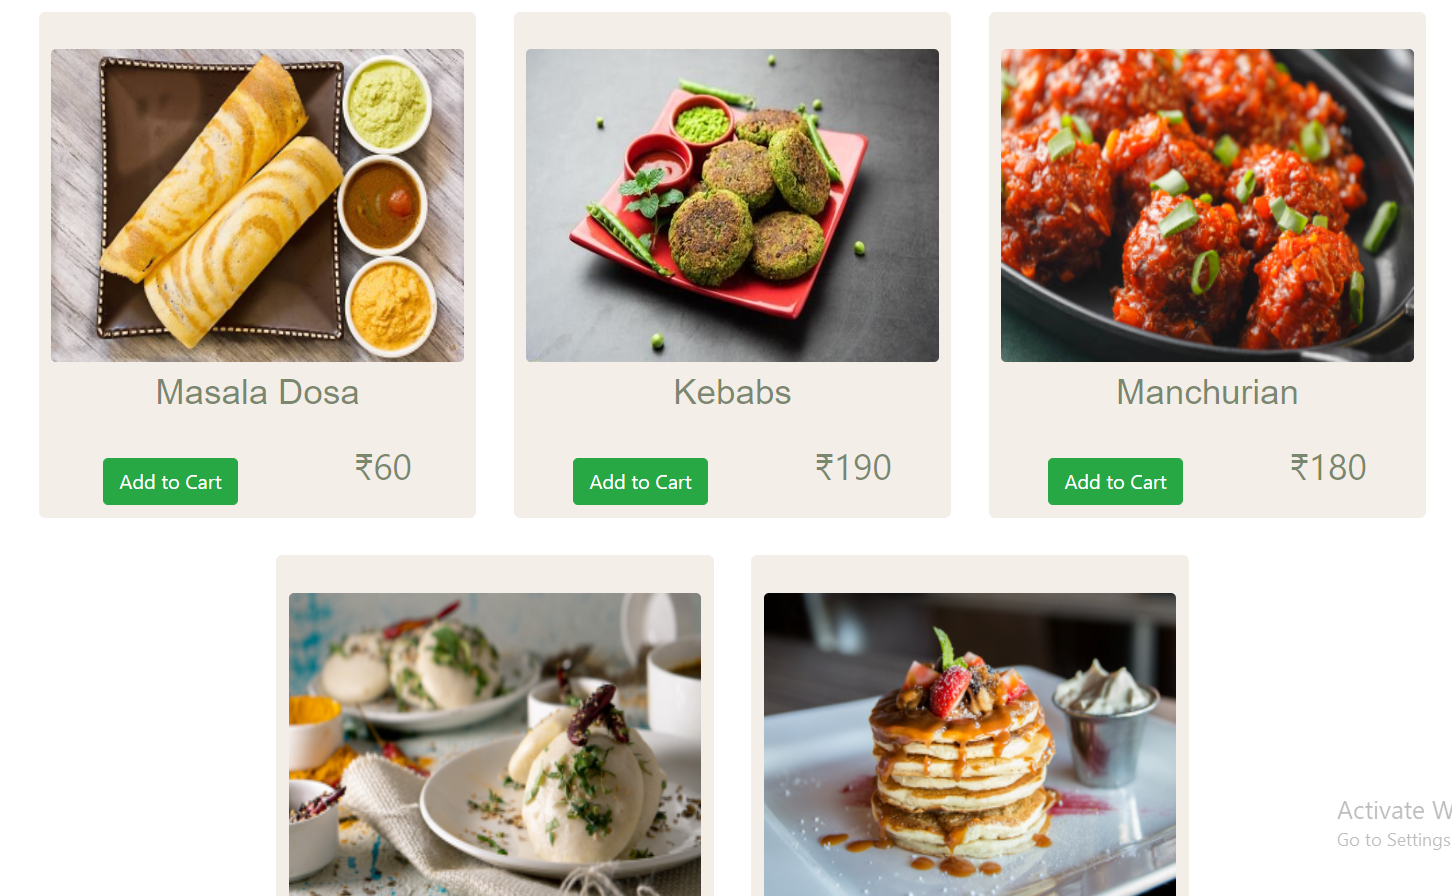 Masala Dosa
Kebabs
Manchurian
Add to Cart
₹60
Add to Cart
₹190
Add to Cart
₹180
Activate W
Go to Settings